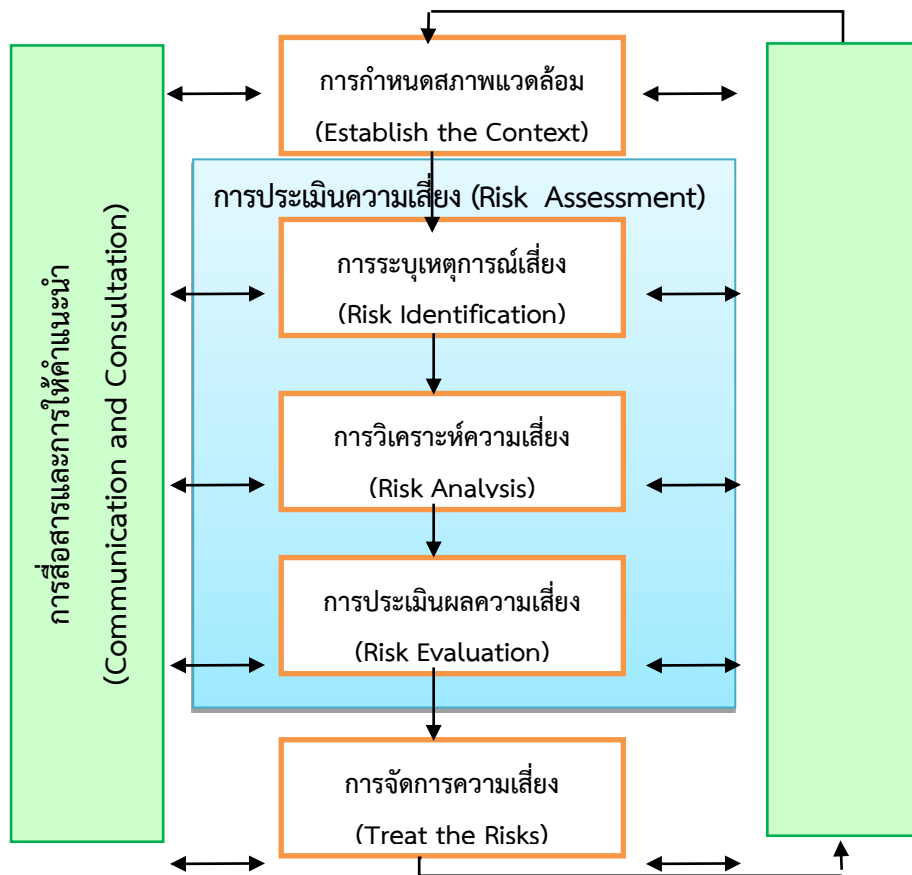 การกำหนดสภาพแวดล้อม
(Establish the Context)
การประเมินความเสี่ยง (Risk Assessment)
การระบุเหตุการณ์เสี่ยง
(Risk Identification)
การวิเคราะห์ความเสี่ยง
(Risk Analysis)
การประเมินผลความเสี่ยง
(Risk Evaluation)
การจัดการความเสี่ยง
(Treat the Risks)
การสื่อสารและการให้คำแนะนำ
(Communication and Consultation)